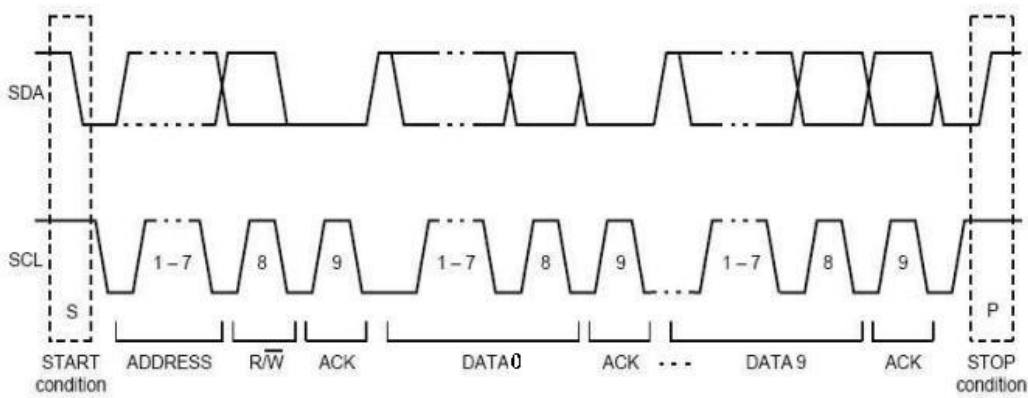 SDA
SCL
1 – 7
8
9
1 – 7
8
9
1 – 7
8
9
S
P
START
condition
ADDRESS
R/W̅
ACK
DATA 0
ACK
DATA 9
ACK
STOP
condition